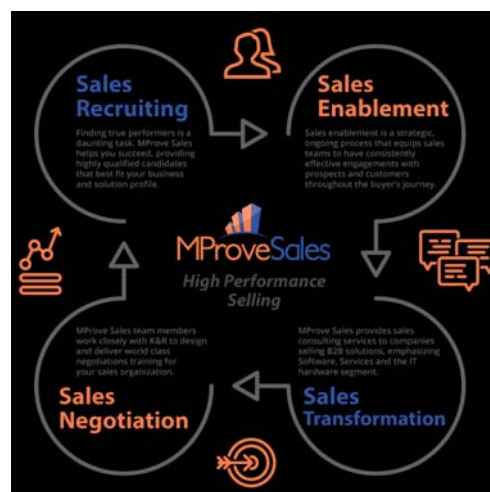 Sales
Recruiting
Finding true performers is a
daunting task. MProve Sales
helps you succeed, providing
highly qualified candidates
that best fit your business
and solution profile.
Sales
Enablement
Sales enablement is a strategic,
ongoing process that equips sales
teams to have consistently
effective engagements with
prospects and customers
throughout the buyer's journey.
MProveSales
High Performance
Selling
MProve Sales team members
work closely with K&R to design
and deliver world class
negotiations training for
your sales organization.
Sales
Negotiation
MProve Sales provides sales
consulting services to companies
selling B2B solutions, emphasizing
Software, Services and the IT
hardware segment.
Sales
Transformation